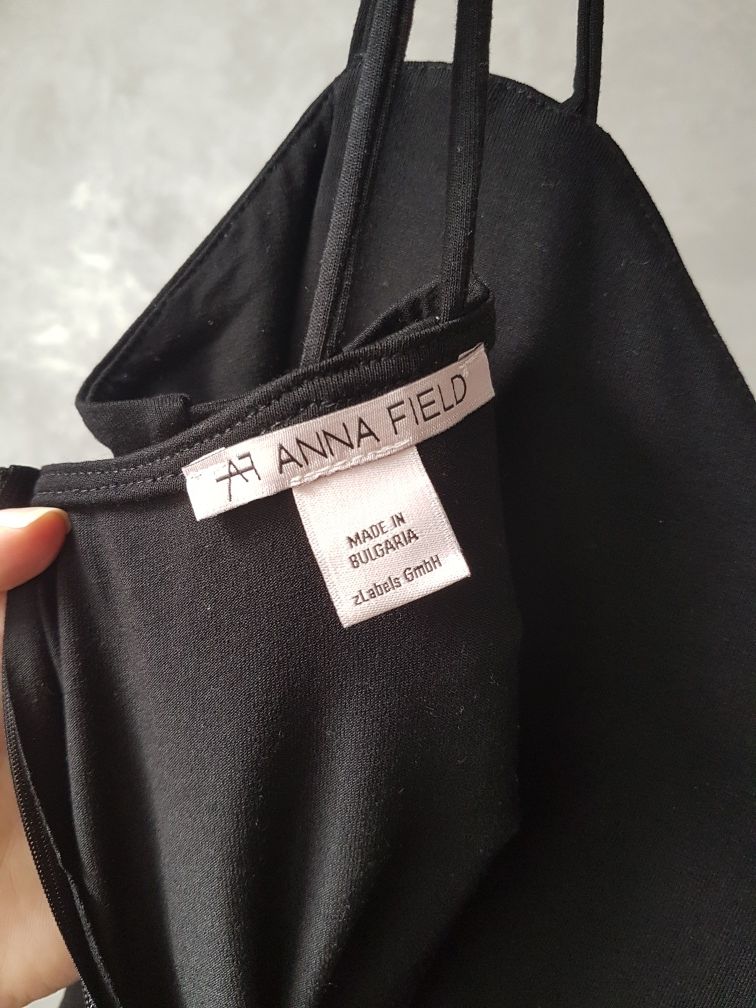 AF ANNA FIELD
MADE IN
BULGARIA
zLabels GmbH